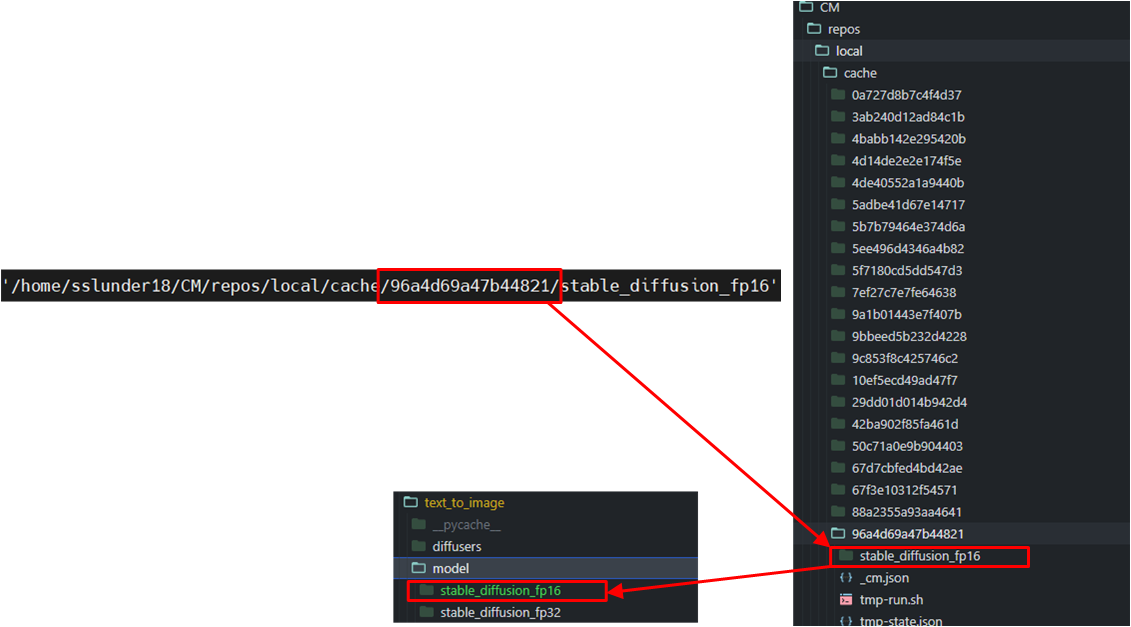 '/home/sslunder18/CM/repos/local/cache/96a4d69a47b44821/stable_diffusion_fp16'
CM
repos
local
cache
0a727d8b7c4f4d37
3ab240d12ad84c1b
4babb142e295420b
4d14de2e2e174f5e
4de40552a1a9440b
5adbe41d67e14717
5b7b79464e374d6a
5ee496d4346a4b82
5f7180cd5dd547d3
7ef27c7e7fe64638
9a1b01443e7f407b
9bbeed5b232d4228
9c853f8c425746c2
10ef5ecd49ad47f7
29dd01d014b942d4
42ba902f85fa461d
50c71a0e9b904403
67d7cbfed4bd42ae
67f3e10312f54571
88a2355a93aa4641
96a4d69a47b44821
stable_diffusion_fp16
_cm.json
tmp-run.sh
tmp-state.json
text_to_image
__pycache__
diffusers
model
stable_diffusion_fp16
stable_diffusion_fp32